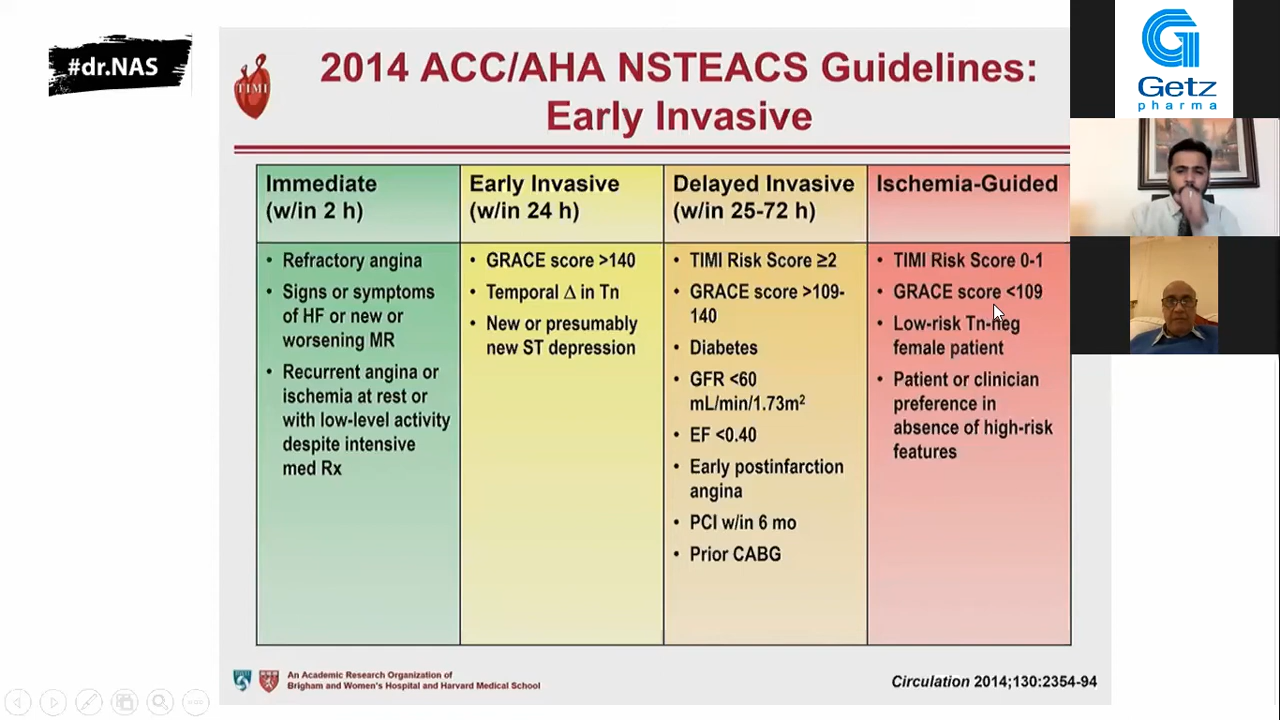 #dr.NAS
TIMI
2014 ACC/AHA NSTEACS Guidelines:
Early Invasive
Getz
pharma
Immediate
(w/in 2 h)
• Refractory angina
• Signs or symptoms
of HF or new or
worsening MR
• Recurrent angina or
ischemia at rest or
with low-level activity
despite intensive
med Rx
Early Invasive
(w/in 24 h)
• GRACE score >140
• Temporal Δ in Tn
• New or presumably
new ST depression
Delayed Invasive
(w/in 25-72 h)
• TIMI Risk Score ≥2
• GRACE score >109-
140
• Diabetes
• GFR <60
mL/min/1.73m²
• EF <0.40
• Early postinfarction
angina
• PCI w/in 6 mo
• Prior CABG
Ischemia-Guided
• TIMI Risk Score 0-1
• GRACE score <109
• Low-risk Tn-neg
female patient
• Patient or clinician
preference in
absence of high-risk
features
An Academic Research Organization of
Brigham and Women's Hospital and Harvard Medical School
Circulation 2014;130:2354-94